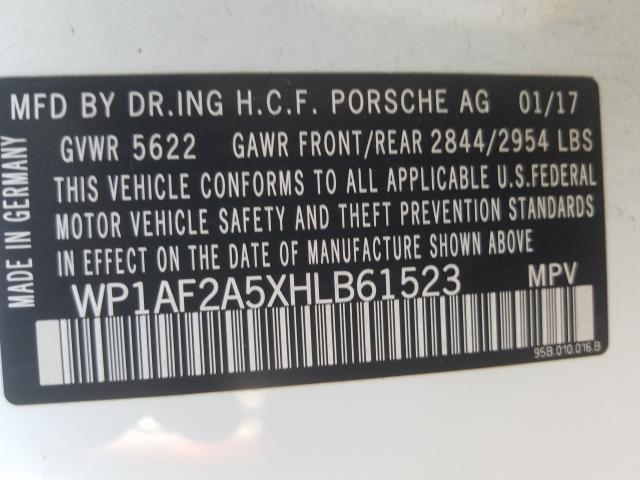 MFD BY DR.ING H.C.F. PORSCHE AG 01/17
GVWR 5622 GAWR FRONT/REAR 2844/2954 LBS
THIS VEHICLE CONFORMS TO ALL APPLICABLE U.S.FEDERAL
MOTOR VEHICLE SAFETY AND THEFT PREVENTION STANDARDS
IN EFFECT ON THE DATE OF MANUFACTURE SHOWN ABOVE
WP1AF2A5XHLB61523 MPV
95B.010.016.B
MADE IN GERMANY